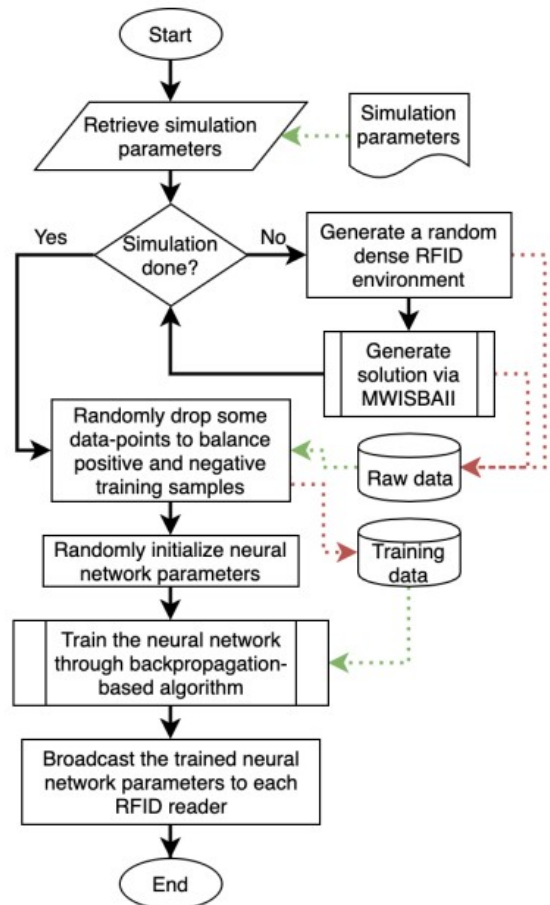 Start
Retrieve simulation
parameters
Simulation
parameters
Yes
Simulation
done?
No
Generate a random
dense RFID
environment
Generate
solution via
MWISBAII
Randomly drop some
data-points to balance
positive and negative
training samples
Raw data
Training
data
Randomly initialize neural
network parameters
Train the neural network
through backpropagation-
based algorithm
Broadcast the trained neural
network parameters to each
RFID reader
End